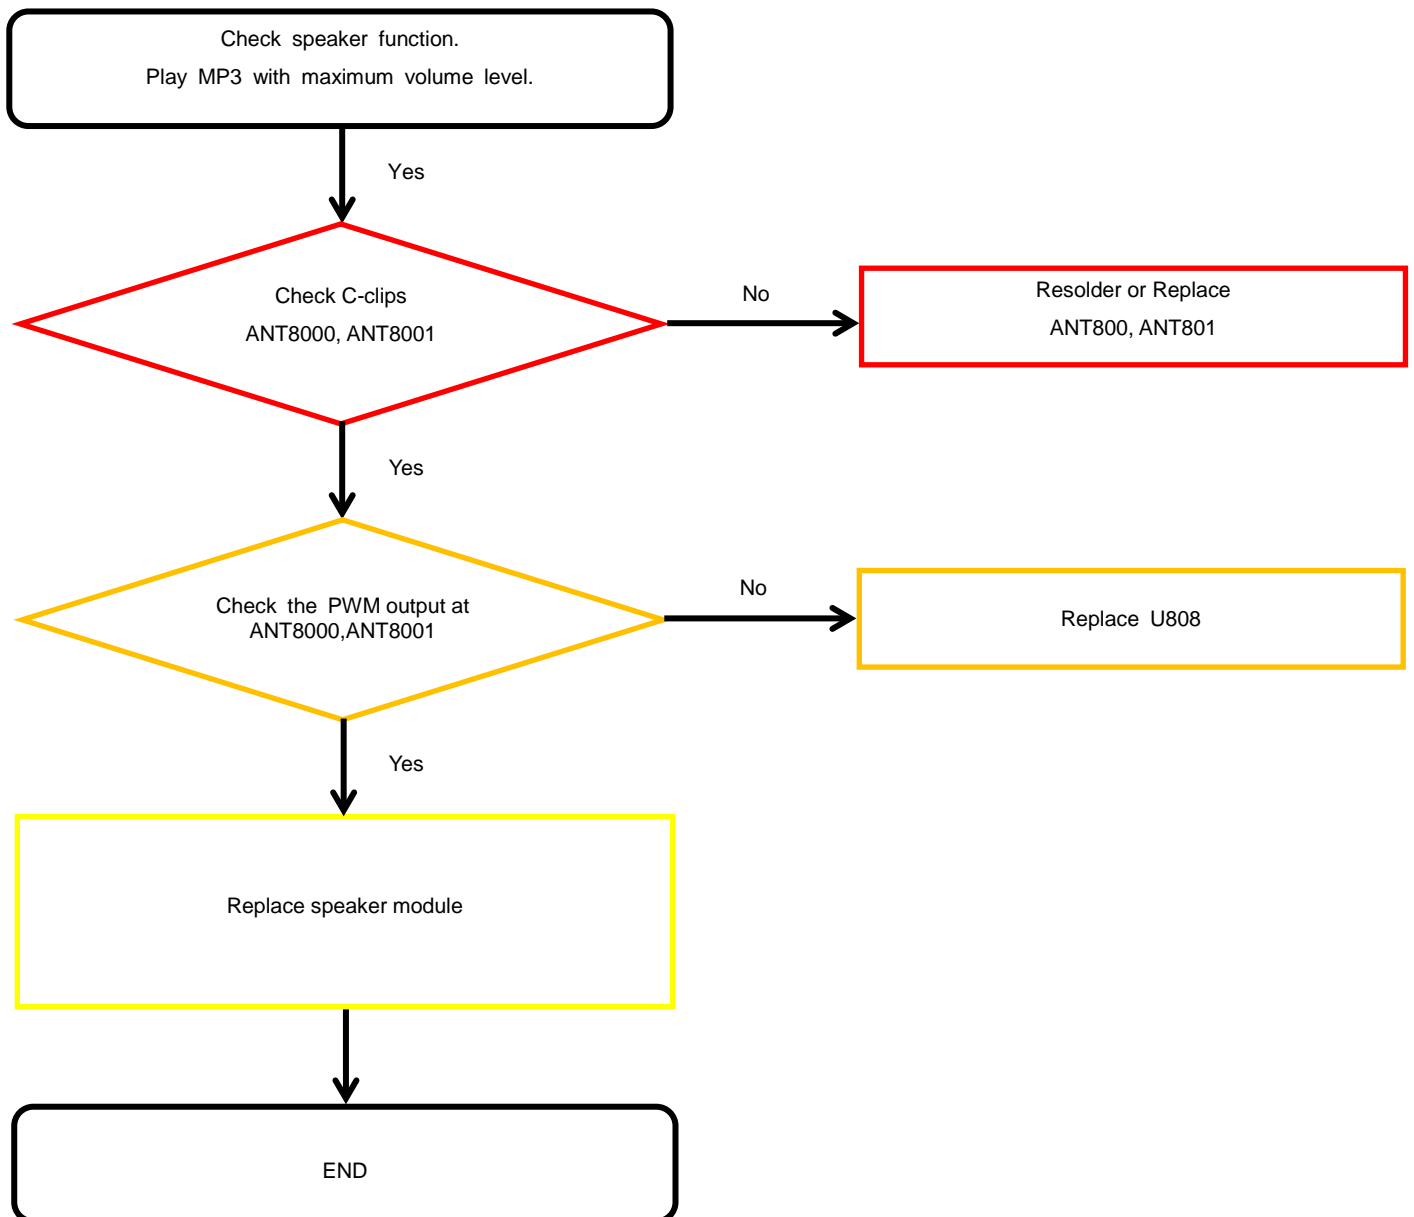 Check speaker function.
Play MP3 with maximum volume level.
Yes
Check C-clips
ANT8000, ANT8001
No
Resolder or Replace
ANT800, ANT801
Yes
Check the PWM output at
ANT8000,ANT8001
No
Replace U808
Yes
Replace speaker module
END